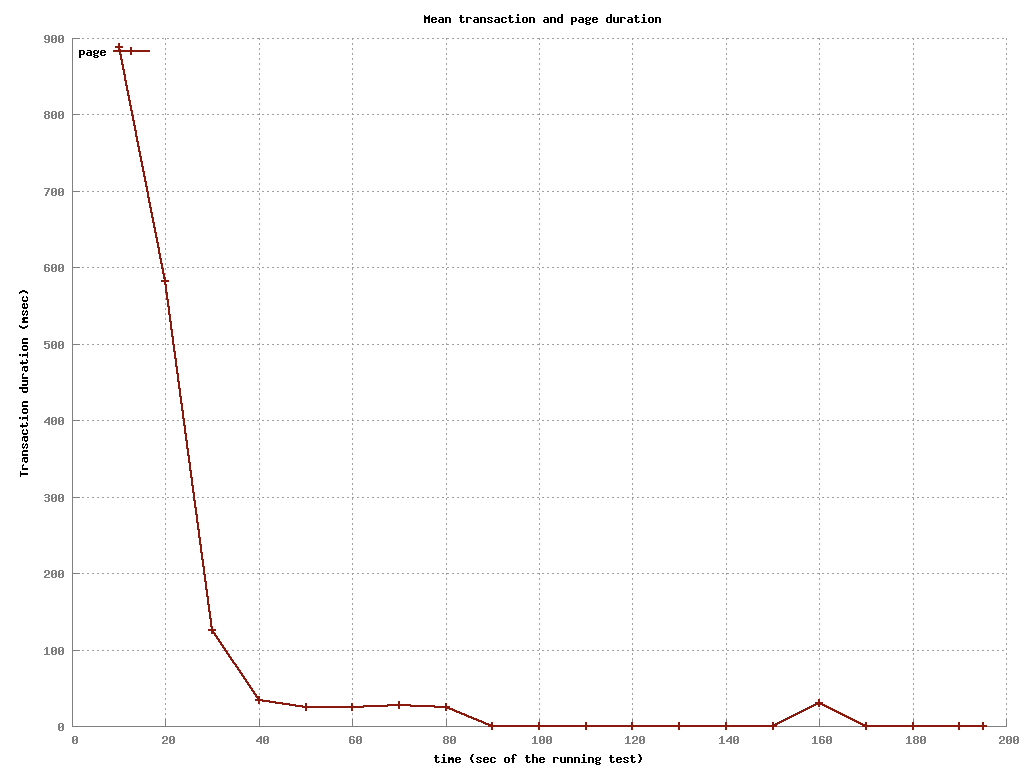 Mean transaction and page duration
900
page
800
700
600
500
400
300
200
100
0
Transaction duration (msec)
0 20 40 60 80 100 120 140 160 180 200
time (sec of the running test)